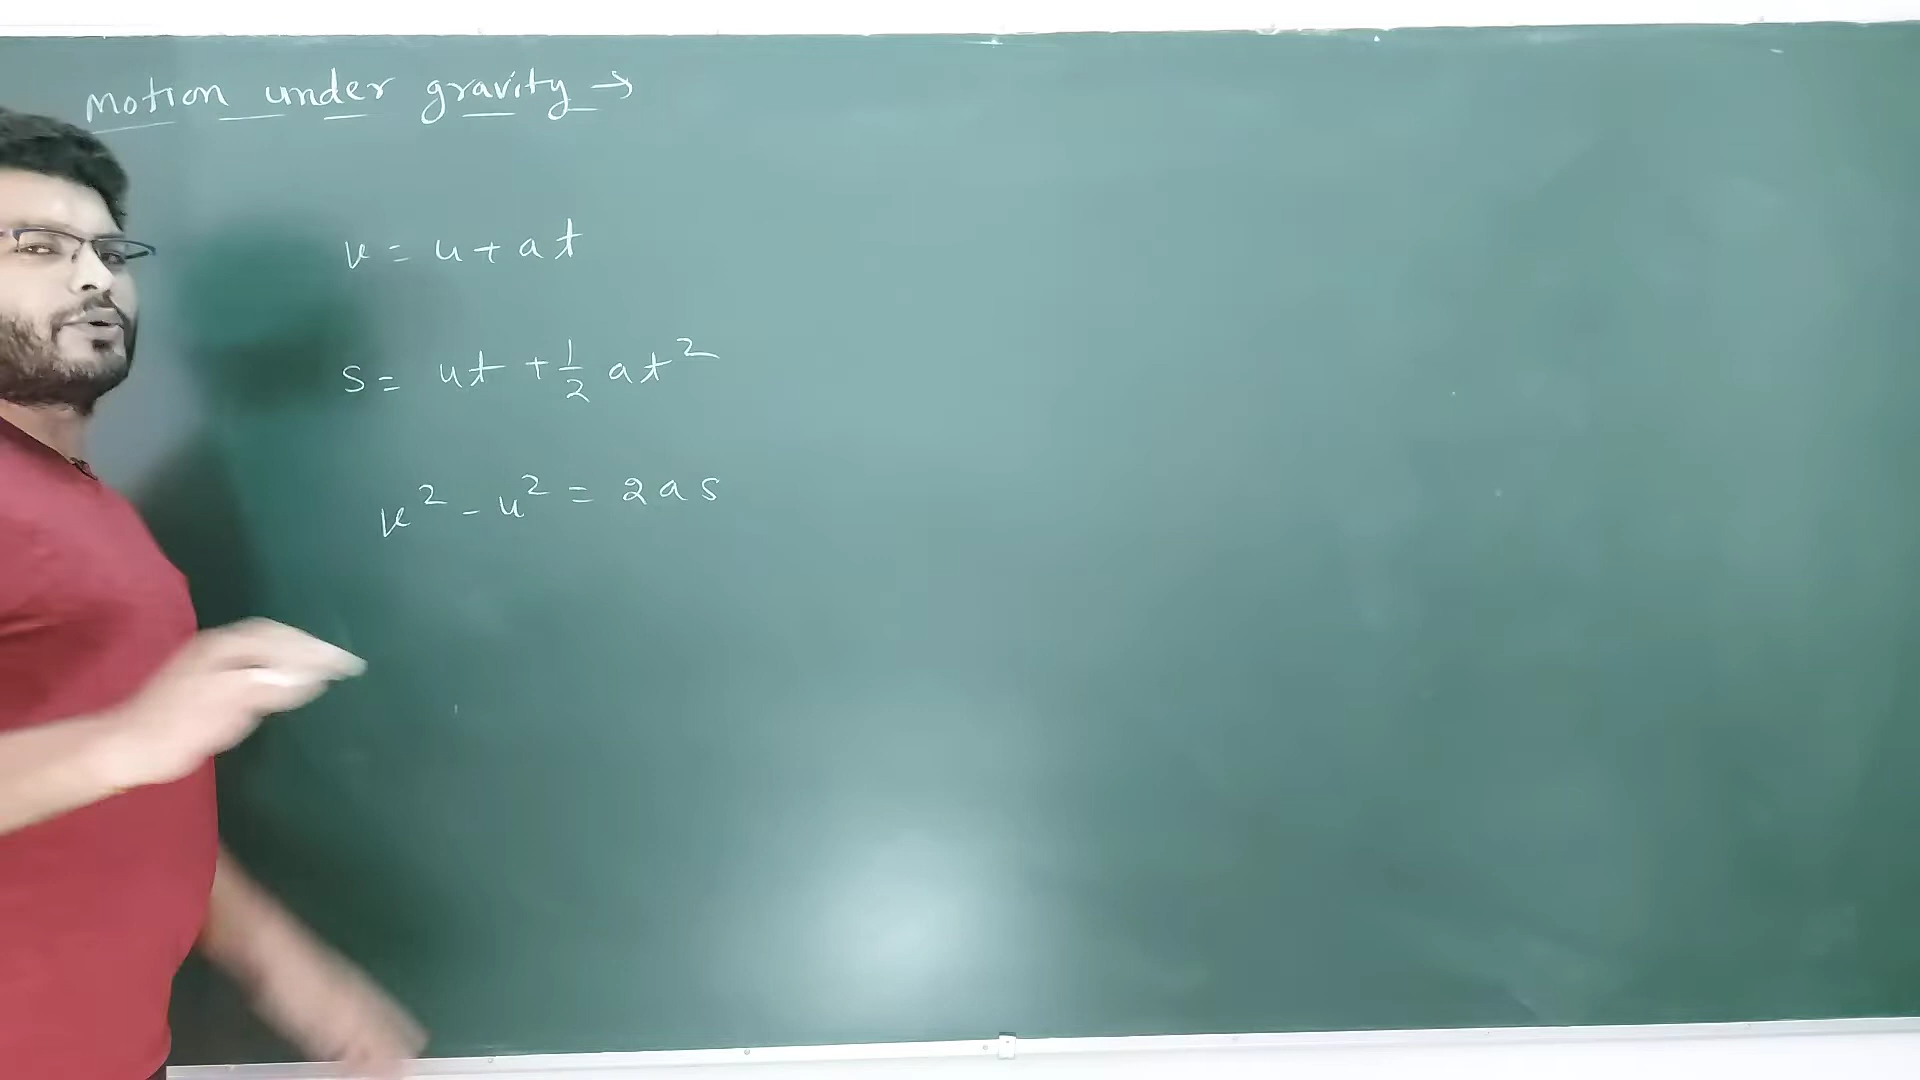 Motion under gravity →
v = u + at
s = ut + 1/2 at²
v² - u² = 2as